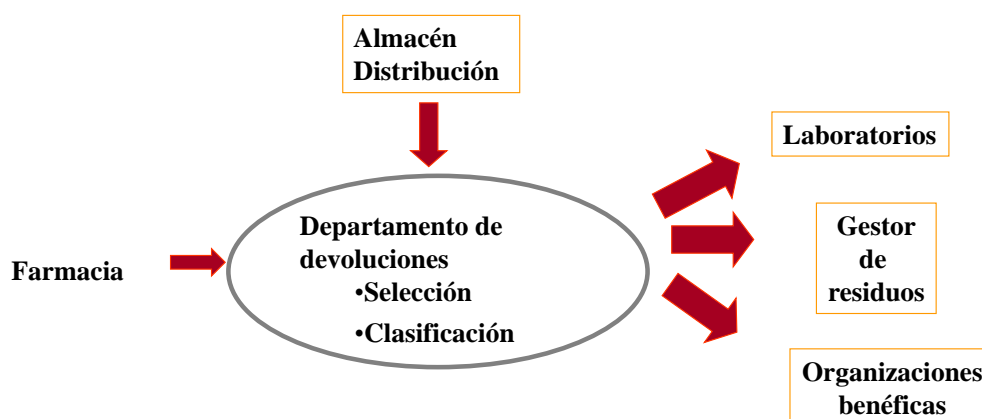 Almacén
Distribución
Laboratorios
Departamento de
devoluciones
•Selección
•Clasificación
Farmacia
Gestor
de
residuos
Organizaciones
benéficas